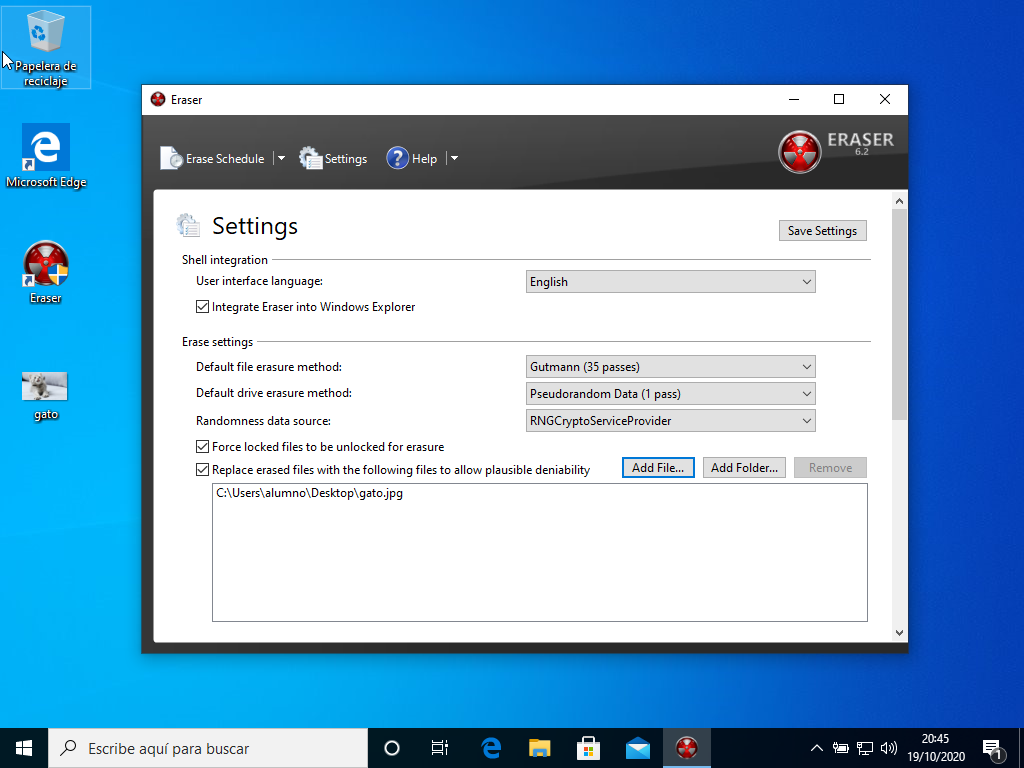 Papelera de
reciclaje
Microsoft Edge
Eraser
gato
Eraser
Erase Schedule
Settings
Help
ERASER
6.2
Settings
Save Settings
Shell integration
User interface language:
English
Integrate Eraser into Windows Explorer
Erase settings
Default file erasure method:
Gutmann (35 passes)
Default drive erasure method:
Pseudorandom Data (1 pass)
Randomness data source:
RNGCryptoServiceProvider
Force locked files to be unlocked for erasure
Replace erased files with the following files to allow plausible deniability
Add File...
Add Folder...
Remove
C:\Users\alumno\Desktop\gato.jpg
Escribe aquí para buscar
20:45
19/10/2020
1